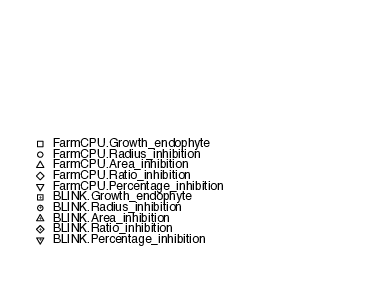 FarmCPU.Growth_endophyte
FarmCPU.Radius_inhibition
FarmCPU.Area_inhibition
FarmCPU.Ratio_inhibition
FarmCPU.Percentage_inhibition
BLINK.Growth_endophyte
BLINK.Radius_inhibition
BLINK.Area_inhibition
BLINK.Ratio_inhibition
BLINK.Percentage_inhibition